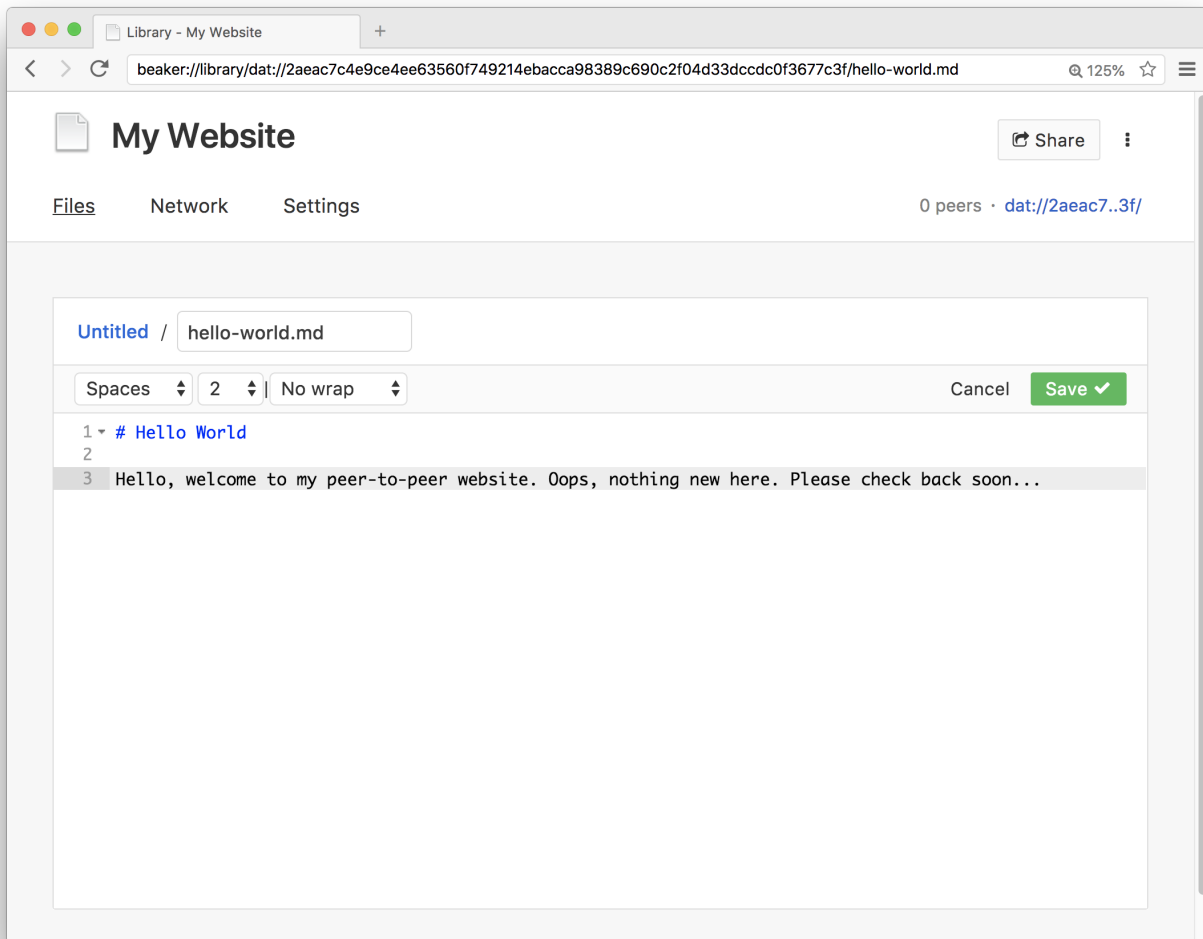 Library - My Website
beaker://library/dat://2aeac7c4e9ce4ee63560f749214ebacca98389c690c2f04d33dccdc0f3677c3f/hello-world.md 125%
My Website
Share
Files Network Settings 0 peers · dat://2aeac7..3f/
Untitled / hello-world.md
Spaces 2 | No wrap Cancel Save
1 # Hello World
2
3 Hello, welcome to my peer-to-peer website. Oops, nothing new here. Please check back soon...